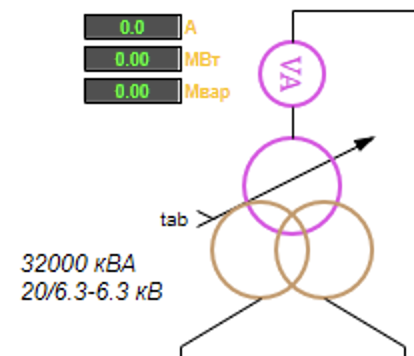 0.0 А
0.00 МВт
0.00 Мвар
VA
tab
32000 кВА
20/6.3-6.3 кВ